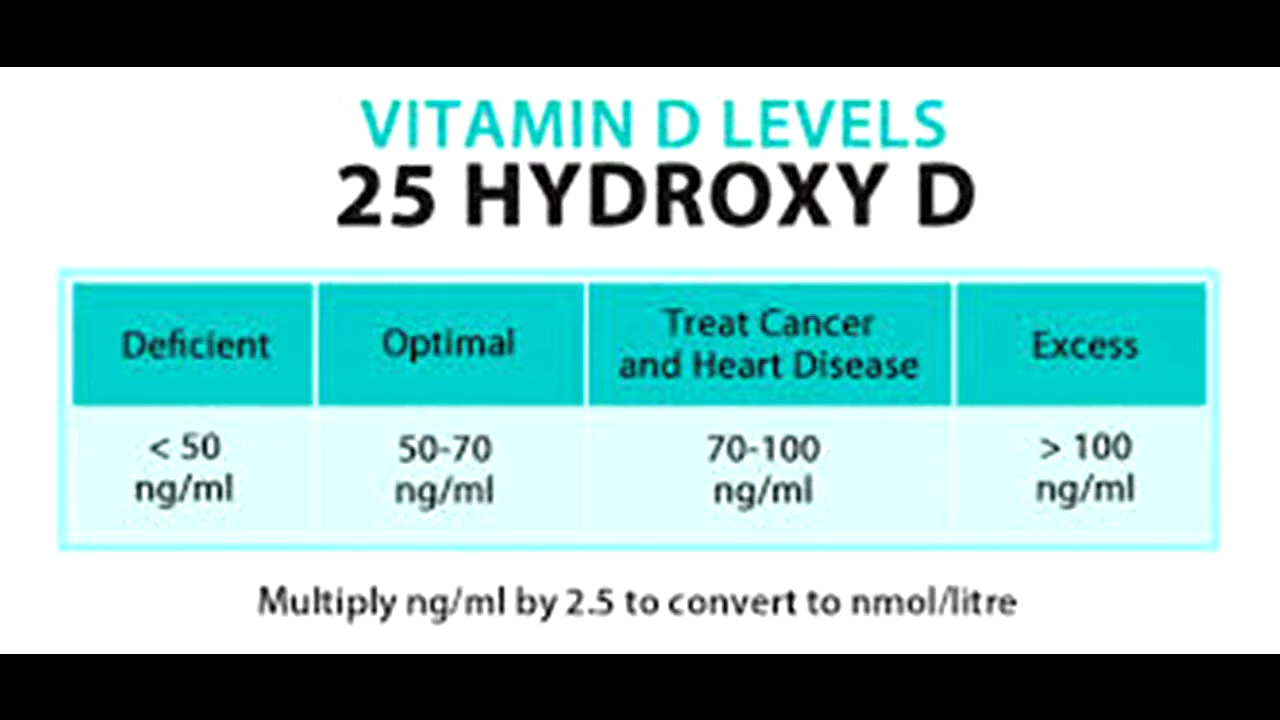 VITAMIN D LEVELS
25 HYDROXY D
Deficient
Optimal
Treat Cancer
and Heart Disease
Excess
< 50
ng/ml
50-70
ng/ml
70-100
ng/ml
> 100
ng/ml
Multiply ng/ml by 2.5 to convert to nmol/litre